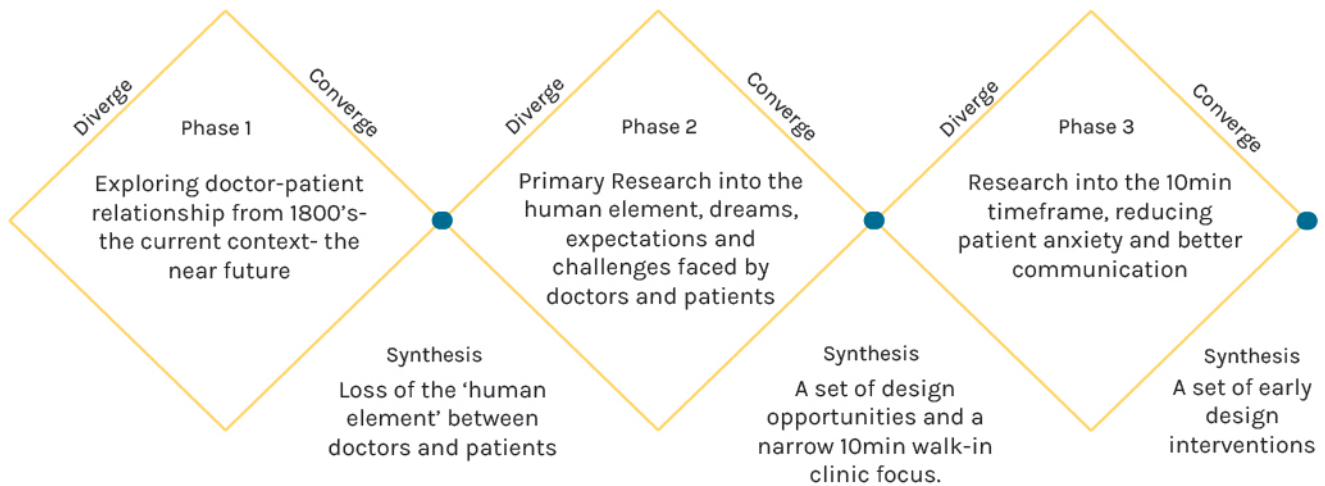 Diverge
Converge
Phase 1
Exploring doctor-patient
relationship from 1800's-
the current context- the
near future
Synthesis
Loss of the ‘human
element’ between
doctors and patients
Diverge
Converge
Phase 2
Primary Research into the
human element, dreams,
expectations and
challenges faced by
doctors and patients
Synthesis
A set of design
opportunities and a
narrow 10min walk-in
clinic focus.
Diverge
Converge
Phase 3
Research into the 10min
timeframe, reducing
patient anxiety and better
communication
Synthesis
A set of early
design
interventions